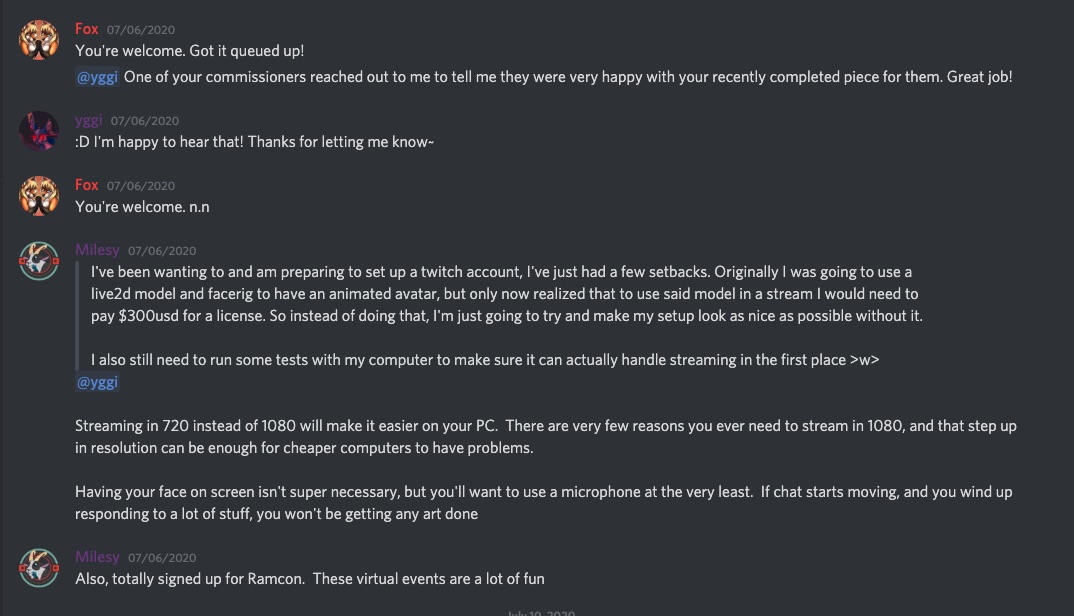 Fox 07/06/2020
You're welcome. Got it queued up!
@yggi One of your commissioners reached out to me to tell me they were very happy with your recently completed piece for them. Great job!
yggi 07/06/2020
:D I'm happy to hear that! Thanks for letting me know~
Fox 07/06/2020
You're welcome. n.n
Milesy 07/06/2020
I've been wanting to and am preparing to set up a twitch account, I've just had a few setbacks. Originally I was going to use a
live2d model and facerig to have an animated avatar, but only now realized that to use said model in a stream I would need to
pay $300usd for a license. So instead of doing that, I'm just going to try and make my setup look as nice as possible without it.
I also still need to run some tests with my computer to make sure it can actually handle streaming in the first place >w>
@yggi
Streaming in 720 instead of 1080 will make it easier on your PC. There are very few reasons you ever need to stream in 1080, and that step up
in resolution can be enough for cheaper computers to have problems.
Having your face on screen isn't super necessary, but you'll want to use a microphone at the very least. If chat starts moving, and you wind up
responding to a lot of stuff, you won't be getting any art done
Milesy 07/06/2020
Also, totally signed up for Ramcon. These virtual events are a lot of fun